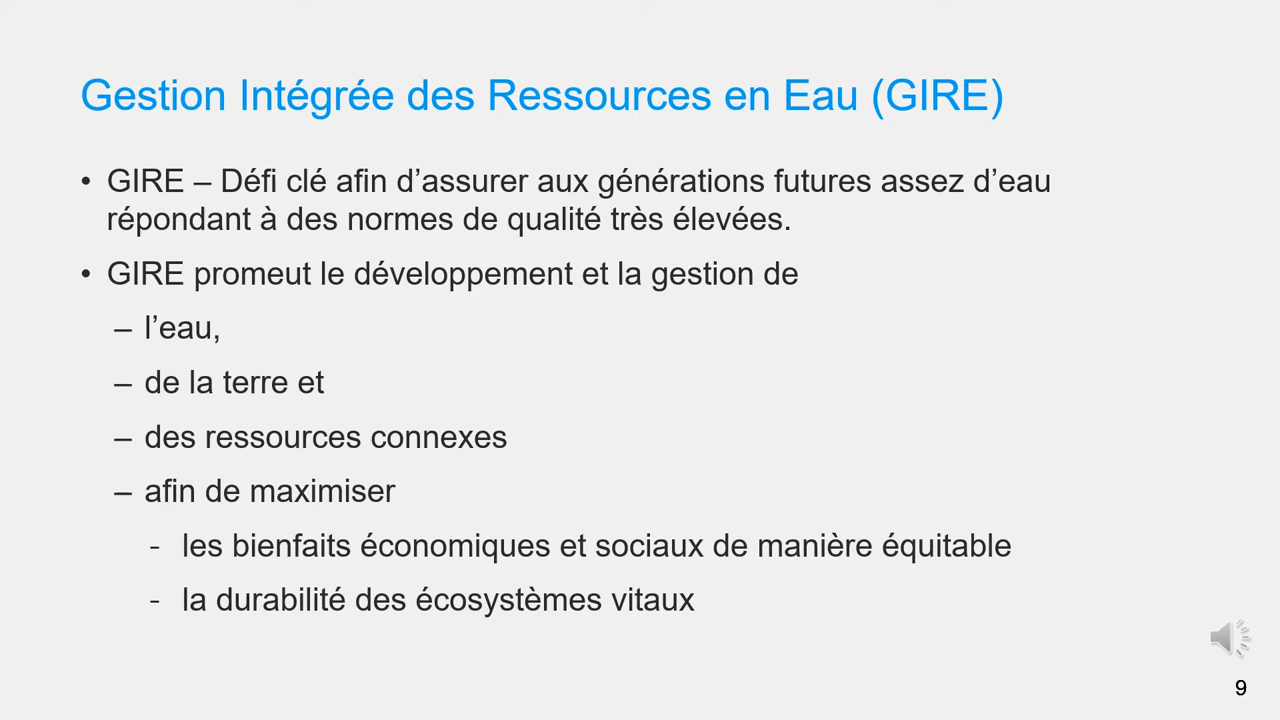 Gestion Intégrée des Ressources en Eau (GIRE)
• GIRE – Défi clé afin d’assurer aux générations futures assez d’eau
répondant à des normes de qualité très élevées.
• GIRE promeut le développement et la gestion de
– l’eau,
– de la terre et
– des ressources connexes
– afin de maximiser
- les bienfaits économiques et sociaux de manière équitable
- la durabilité des écosystèmes vitaux
9